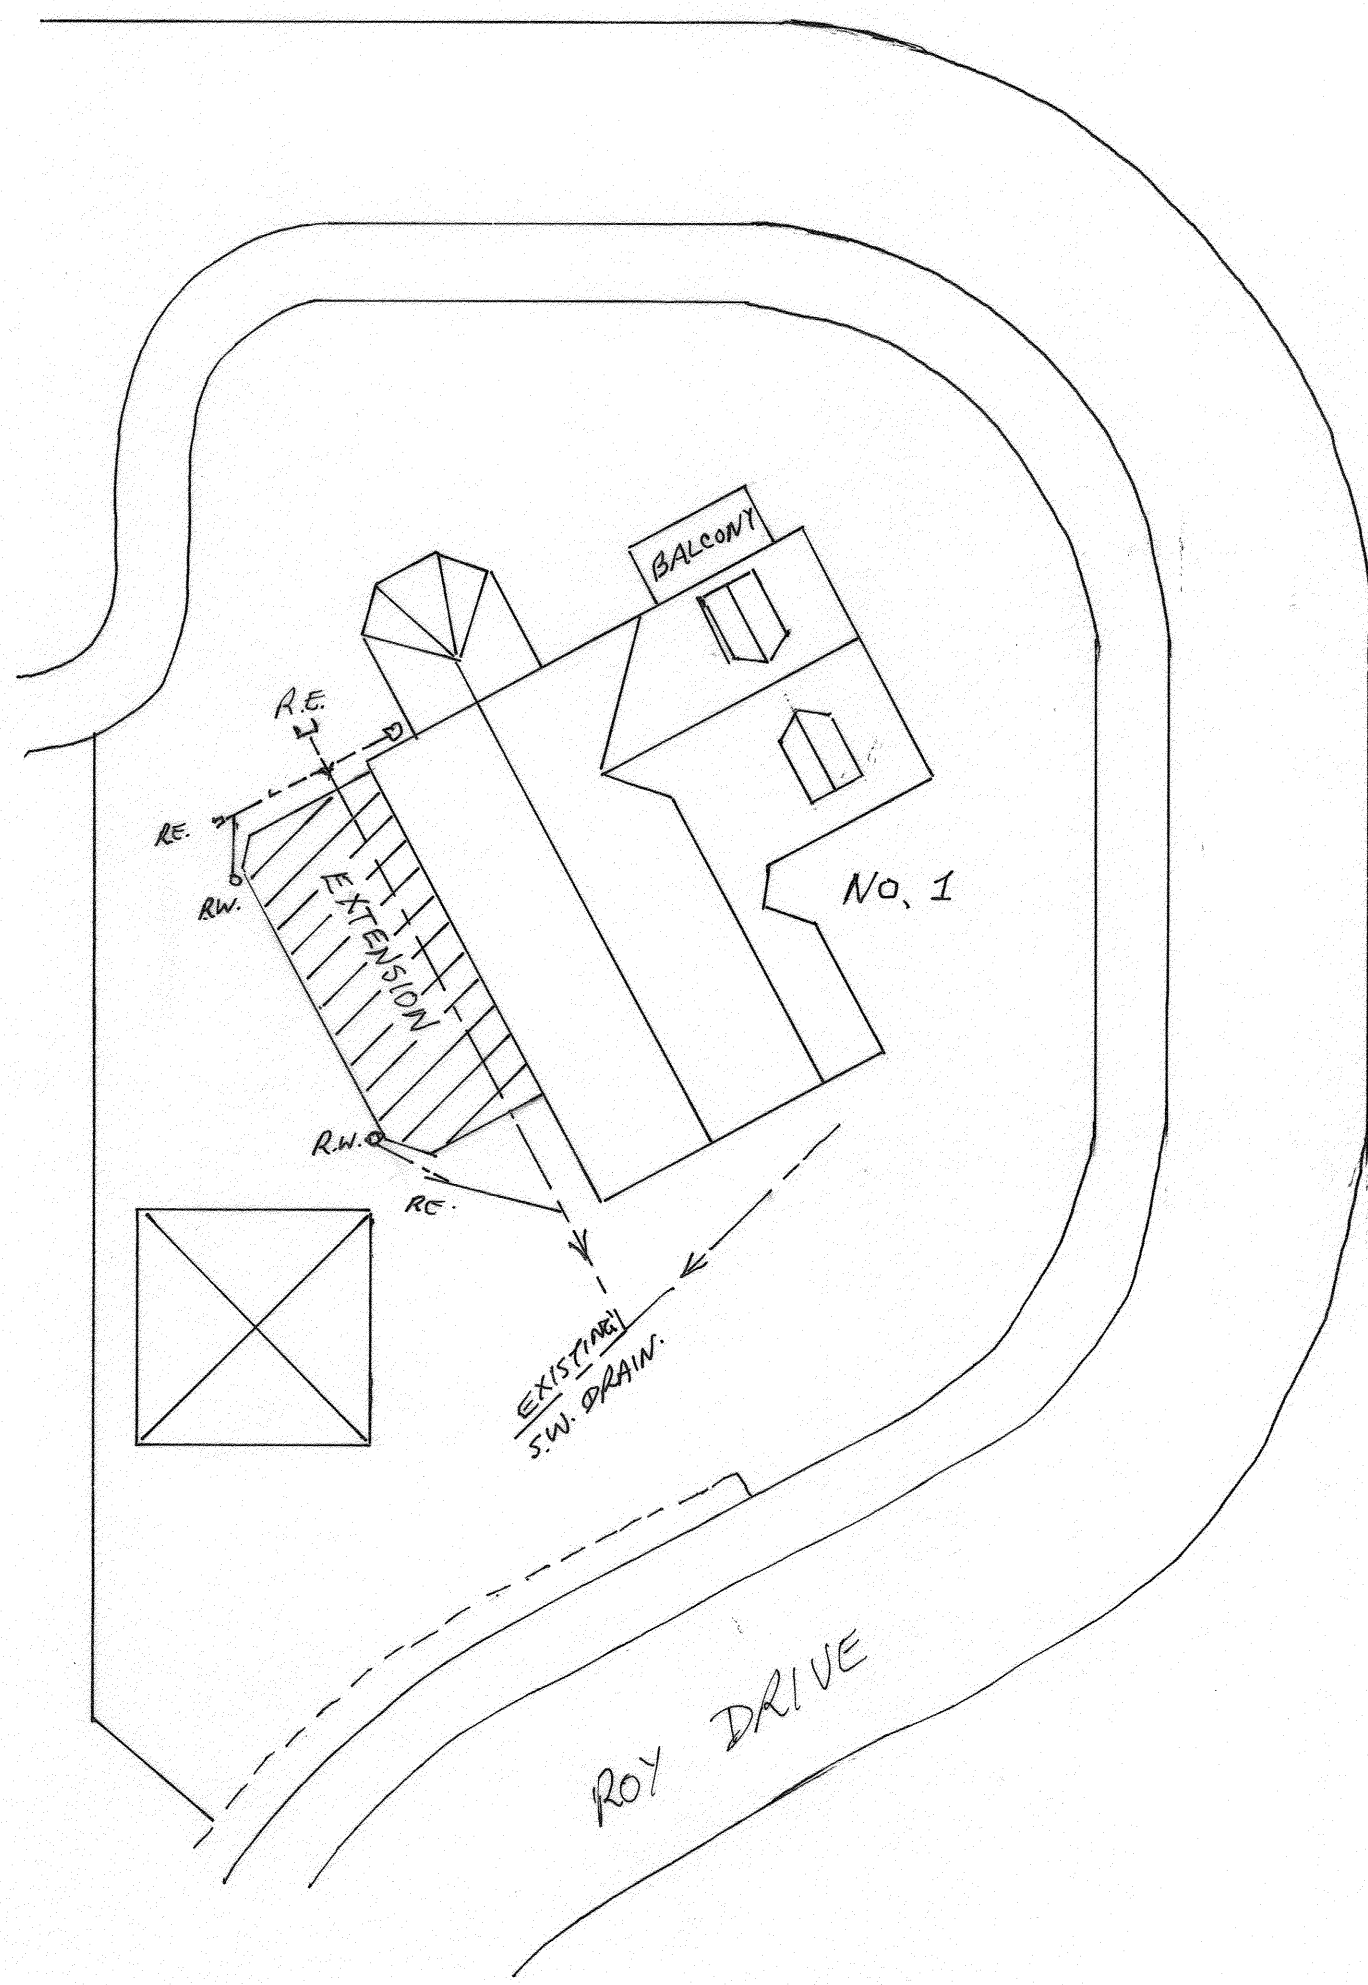 BALCONY
R.E.
RE.
R.W.
EXTENSION
NO. 1
R.W.
RE.
EXISTING
S.W. DRAIN.
ROY DRIVE